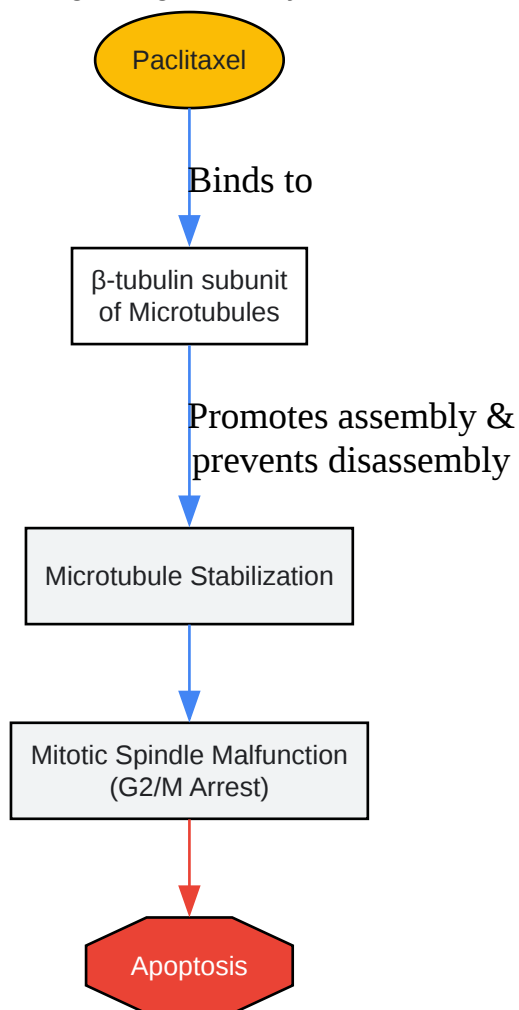 Paclitaxel
Binds to
β-tubulin subunit
of Microtubules
Promotes assembly &
prevents disassembly
Microtubule Stabilization
Mitotic Spindle Malfunction
(G2/M Arrest)
Apoptosis